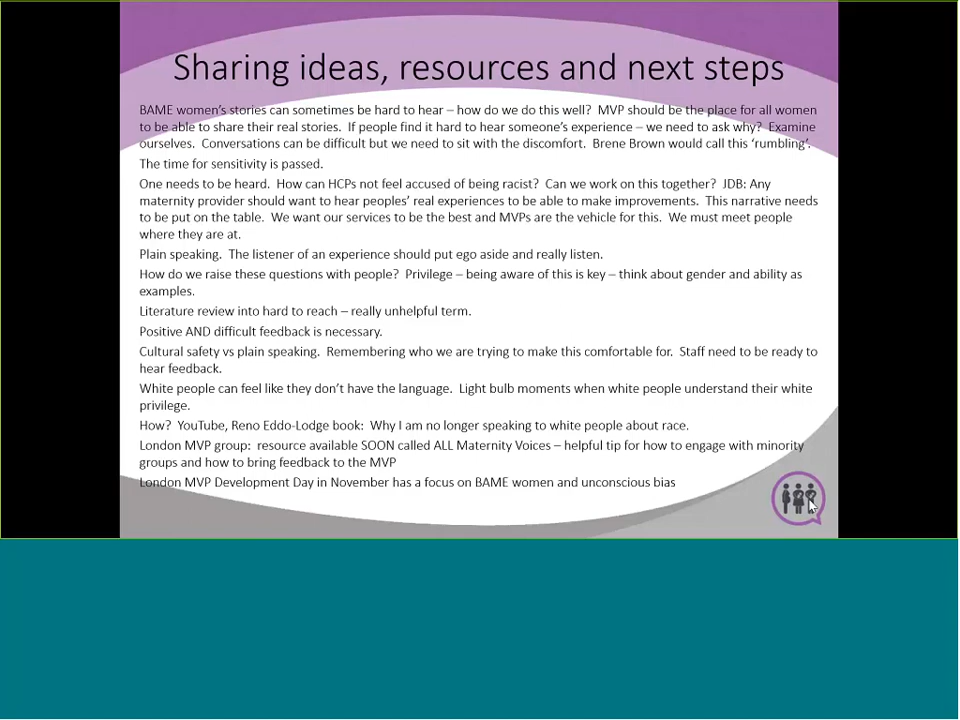 Sharing ideas, resources and next steps
BAME women's stories can sometimes be hard to hear – how do we do this well?  MVP should be the place for all women
to be able to share their real stories.  If people find it hard to hear someone's experience – we need to ask why?  Examine
ourselves.  Conversations can be difficult but we need to sit with the discomfort.  Brene Brown would call this 'rumbling'.
The time for sensitivity is passed.
One needs to be heard.  How can HCPs not feel accused of being racist?  Can we work on this together?  JDB: Any
maternity provider should want to hear peoples' real experiences to be able to make improvements.  This narrative needs
to be put on the table.  We want our services to be the best and MVPs are the vehicle for this.  We must meet people
where they are at.
Plain speaking.  The listener of an experience should put ego aside and really listen.
How do we raise these questions with people?  Privilege – being aware of this is key – think about gender and ability as
examples.
Literature review into hard to reach – really unhelpful term.
Positive AND difficult feedback is necessary.
Cultural safety vs plain speaking.  Remembering who we are trying to make this comfortable for.  Staff need to be ready to
hear feedback.
White people can feel like they don't have the language.  Light bulb moments when white people understand their white
privilege.
How?  YouTube, Reno Eddo-Lodge book:  Why I am no longer speaking to white people about race.
London MVP group:  resource available SOON called ALL Maternity Voices – helpful tip for how to engage with minority
groups and how to bring feedback to the MVP
London MVP Development Day in November has a focus on BAME women and unconscious bias